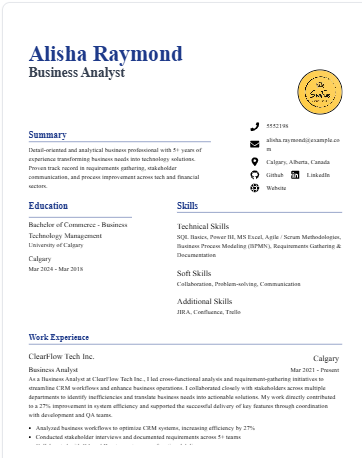 Alisha Raymond
Business Analyst
5552198
alisha.raymond@example.co
m
Calgary, Alberta, Canada
Github LinkedIn
Website
Summary
Detail-oriented and analytical business professional with 5+ years of
experience transforming business needs into technology solutions.
Proven track record in requirements gathering, stakeholder
communication, and process improvement across tech and financial
sectors.
Education
Bachelor of Commerce - Business
Technology Management
University of Calgary
Calgary
Mar 2024 - Mar 2018
Skills
Technical Skills
SQL Basics, Power BI, MS Excel, Agile / Scrum Methodologies,
Business Process Modeling (BPMN), Requirements Gathering &
Documentation
Soft Skills
Collaboration, Problem-solving, Communication
Additional Skills
JIRA, Confluence, Trello
Work Experience
ClearFlow Tech Inc. Calgary
Business Analyst Mar 2021 - Present
As a Business Analyst at ClearFlow Tech Inc., I led cross-functional analysis and requirement-gathering initiatives to
streamline CRM workflows and enhance business operations. I collaborated closely with stakeholders across multiple
departments to identify inefficiencies and translate business needs into actionable solutions. My work directly contributed
to a 27% improvement in system efficiency and supported the successful delivery of key features through coordination
with development and QA teams.
• Analyzed business workflows to optimize CRM systems, increasing efficiency by 27%
• Conducted stakeholder interviews and documented requirements across 5+ teams